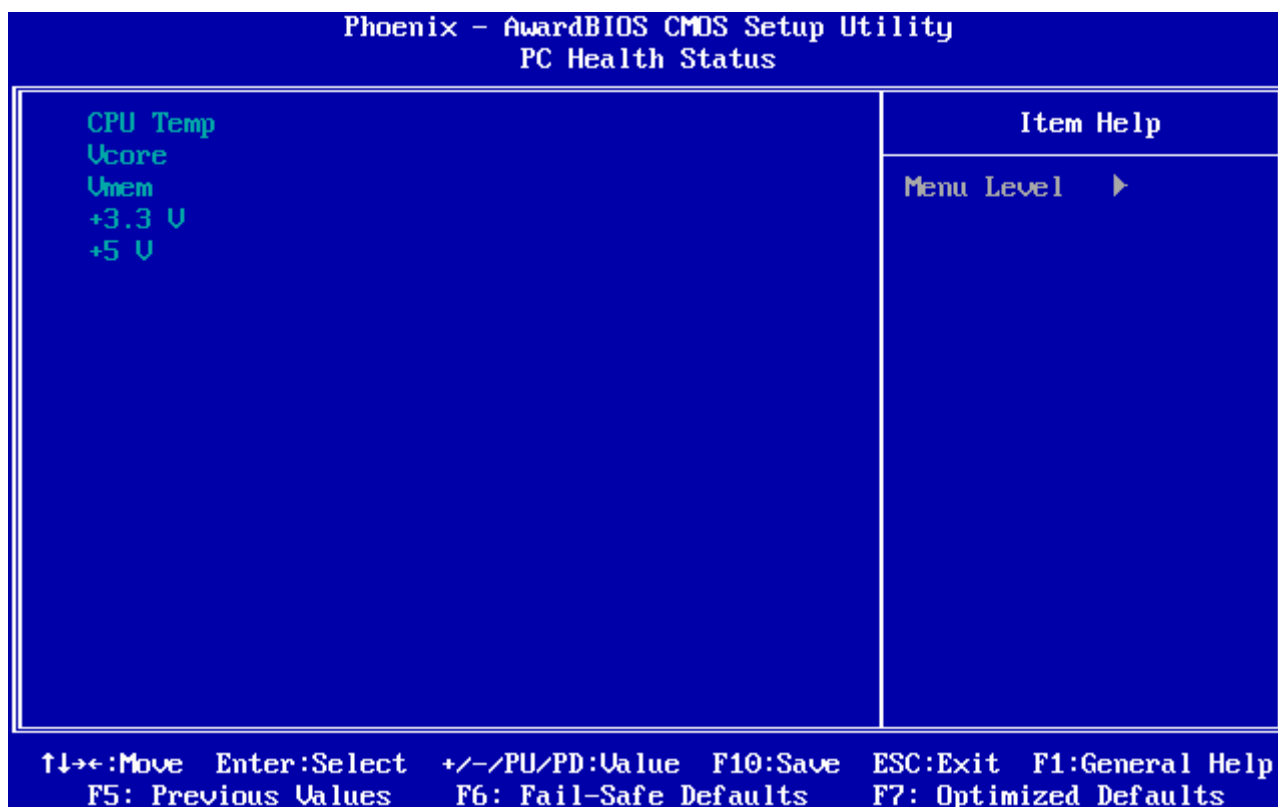 Phoenix - AwardBIOS CMOS Setup Utility
PC Health Status
CPU Temp
Vcore
Vmem
+3.3 V
+5 V
Item Help
Menu Level ▶
↑↓→←:Move Enter:Select +/-/PU/PD:Value F10:Save ESC:Exit F1:General Help
F5: Previous Values F6: Fail-Safe Defaults F7: Optimized Defaults